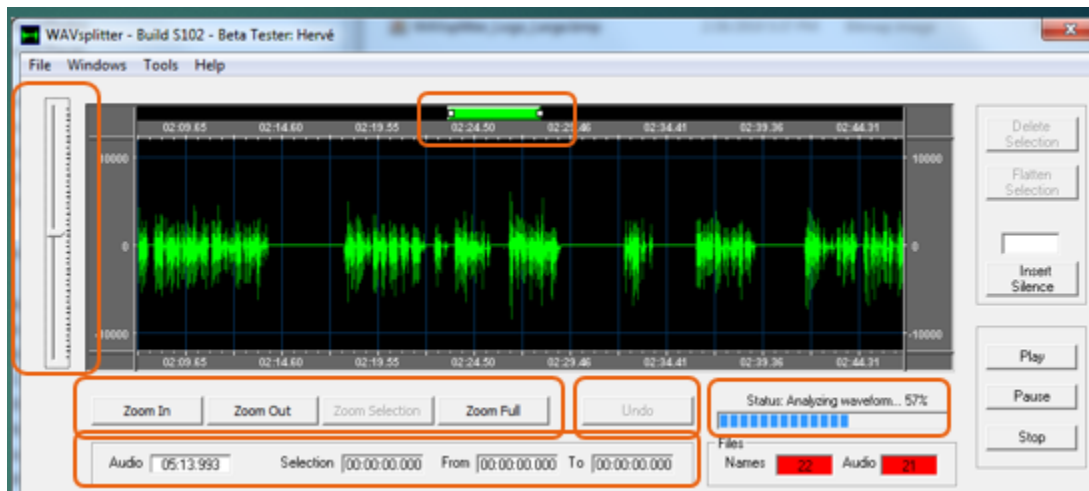 WAVsplitter - Build S102 - Beta Tester: Hervé
File Windows Tools Help
02:09.65 02:14.60 02:19.55 02:24.50 02:29.46 02:34.41 02:39.36 02:44.31
10000 10000
0 0
-10000 -10000
02:09.65 02:14.60 02:19.55 02:24.50 02:29.46 02:34.41 02:39.36 02:44.31
Delete
Selection
Flatten
Selection
Insert
Silence
Play
Pause
Stop
Zoom In Zoom Out Zoom Selection Zoom Full Undo
Status: Analyzing waveform... 57%
Audio 05:13.993 Selection 00:00:00.000 From 00:00:00.000 To 00:00:00.000
Files
Names 22 Audio 21